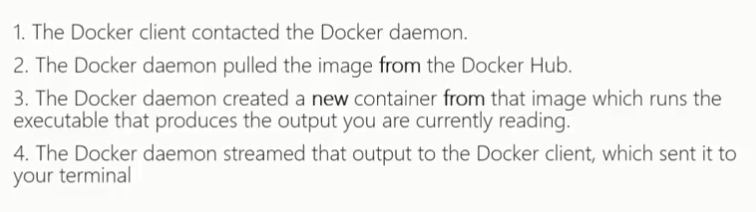 1. The Docker client contacted the Docker daemon.
2. The Docker daemon pulled the image from the Docker Hub.
3. The Docker daemon created a new container from that image which runs the
executable that produces the output you are currently reading.
4. The Docker daemon streamed that output to the Docker client, which sent it to
your terminal